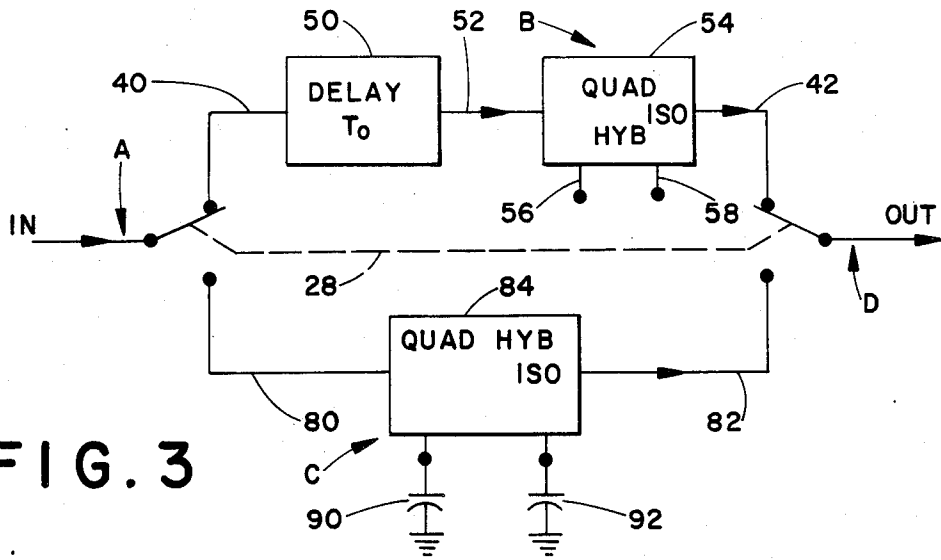 50
52
B
54
40
DELAY
T₀
QUAD
ISO
HYB
42
A
56
58
IN
OUT
28
84
D
QUAD HYB
ISO
80
82
C
FIG. 3
90
92